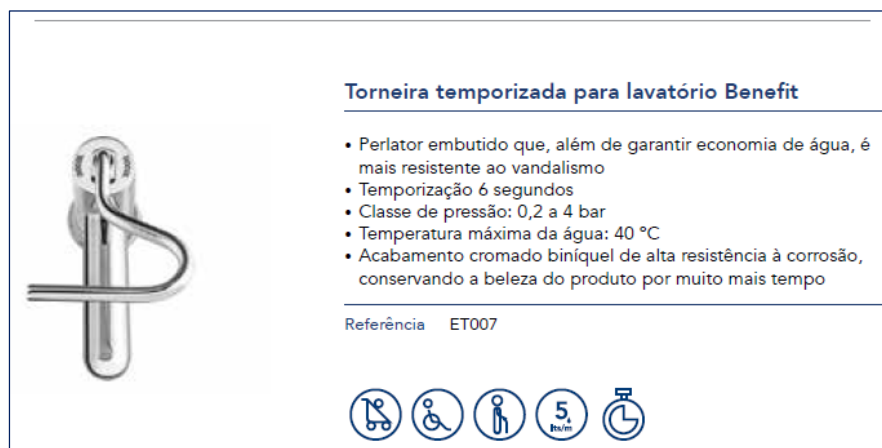 Torneira temporizada para lavatório Benefit
• Perlator embutido que, além de garantir economia de água, é
mais resistente ao vandalismo
• Temporização 6 segundos
• Classe de pressão: 0,2 a 4 bar
• Temperatura máxima da água: 40 °C
• Acabamento cromado biníquel de alta resistência à corrosão,
conservando a beleza do produto por muito mais tempo
Referência ET007
5
lts/m